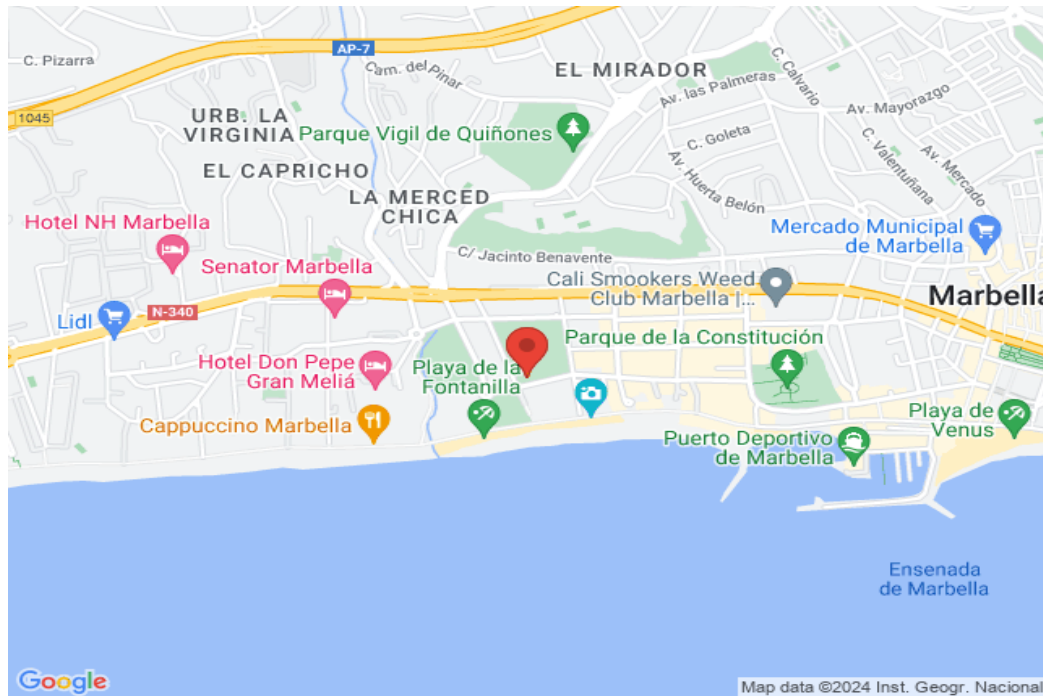 AP-7
C. Pizarra
Cam. del Pinar
EL MIRADOR
C. Calvario
Av. las Palmeras
Av. Mayorazgo
1045
URB. LA
VIRGINIA
Parque Vigil de Quiñones
C. Goleta
C. Valentuñana
Av. Mercado
EL CAPRICHO
Av. Huerta Belón
LA MERCED
CHICA
Hotel NH Marbella
Mercado Municipal
de Marbella
C/ Jacinto Benavente
Senator Marbella
Cali Smookers Weed
Club Marbella |...
Marbella
N-340
Lidl
Parque de la Constitución
Hotel Don Pepe
Gran Meliá
Playa de la
Fontanilla
Cappuccino Marbella
Playa de
Venus
Puerto Deportivo
de Marbella
Ensenada
de Marbella
Google
Map data ©2024 Inst. Geogr. Nacional